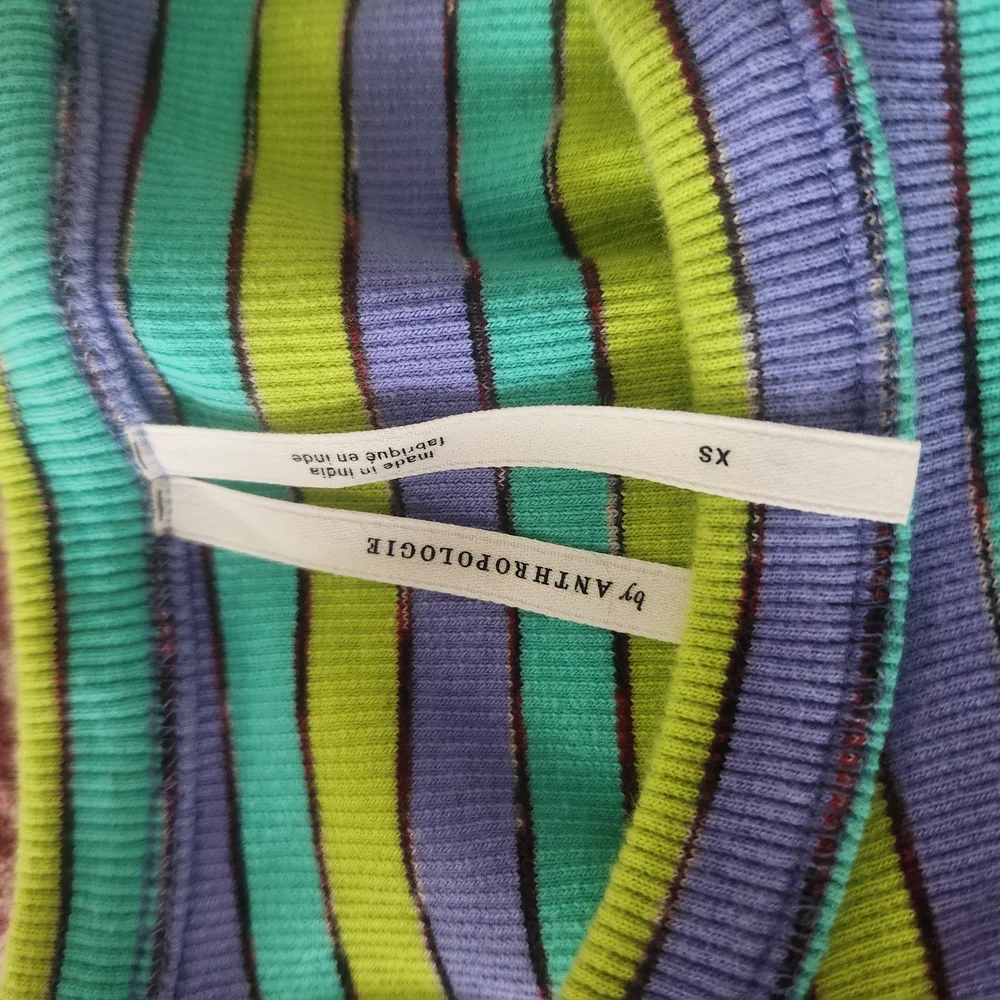 XS
made in india
fabriqué en inde
by ANTHROPOLOGIE